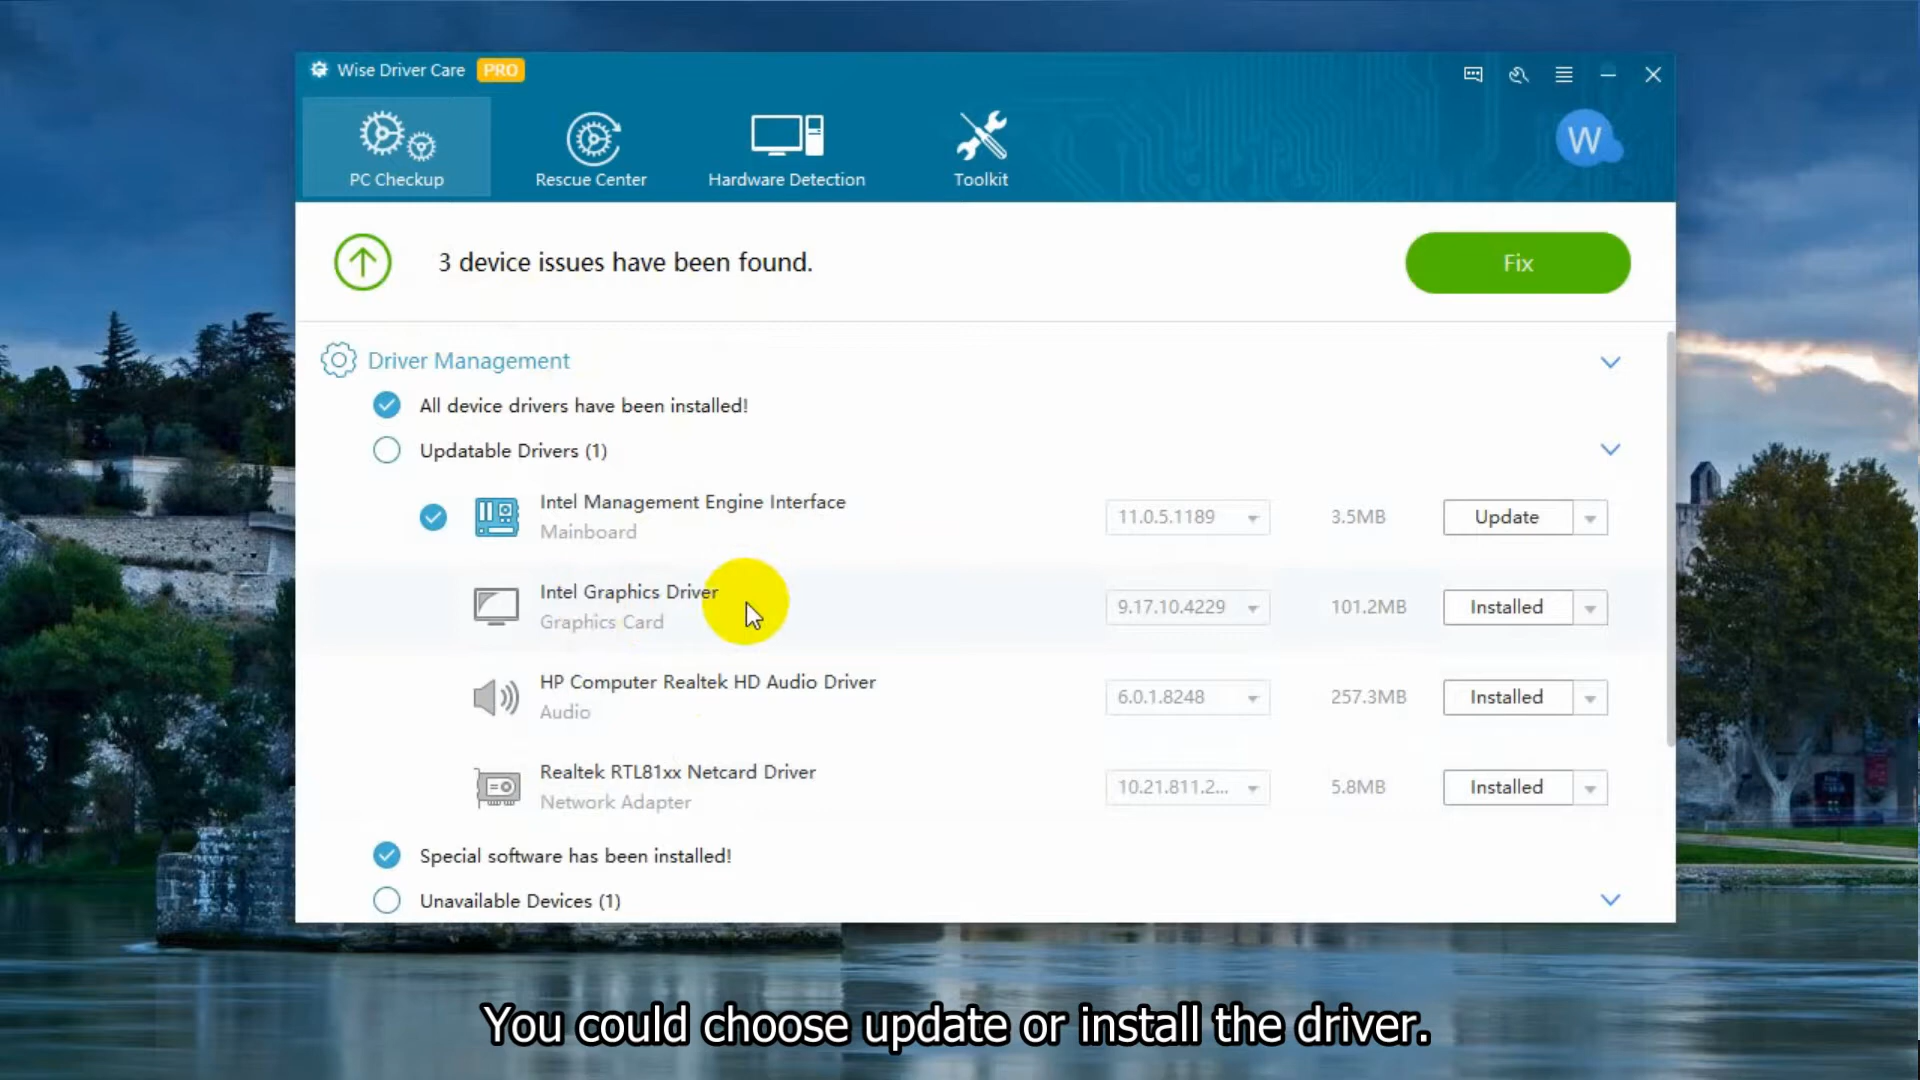 Wise Driver Care PRO
PC Checkup
Rescue Center
Hardware Detection
Toolkit
W
3 device issues have been found.
Fix
Driver Management
All device drivers have been installed!
Updatable Drivers (1)
Intel Management Engine Interface
Mainboard
11.0.5.1189
3.5MB
Update
Intel Graphics Driver
Graphics Card
9.17.10.4229
101.2MB
Installed
HP Computer Realtek HD Audio Driver
Audio
6.0.1.8248
257.3MB
Installed
Realtek RTL81xx Netcard Driver
Network Adapter
10.21.811.2...
5.8MB
Installed
Special software has been installed!
Unavailable Devices (1)
You could choose update or install the driver.